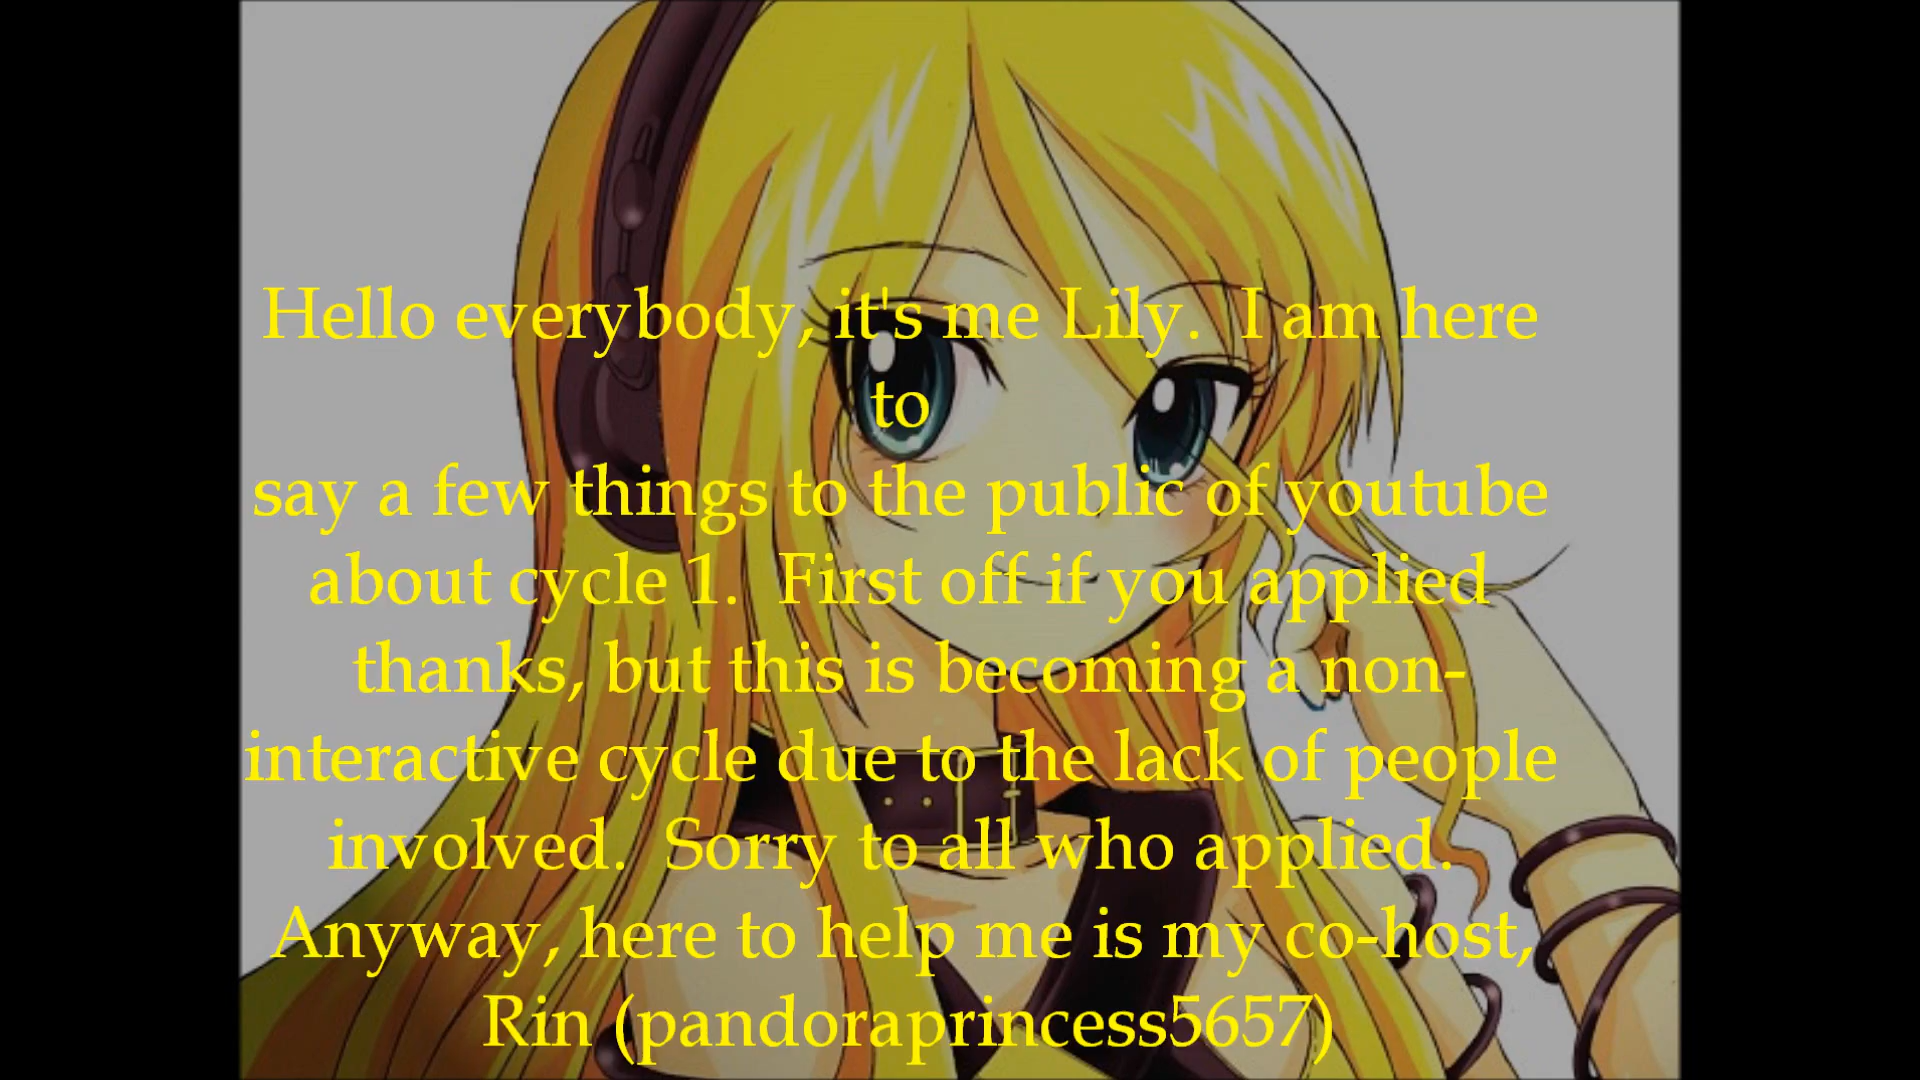 Hello everybody, it's me Lily.  I am here
to
say a few things to the public of youtube
about cycle 1.  First off if you applied
thanks, but this is becoming a non-
interactive cycle due to the lack of people
involved.  Sorry to all who applied.
Anyway, here to help me is my co-host,
Rin (pandoraprincess5657)